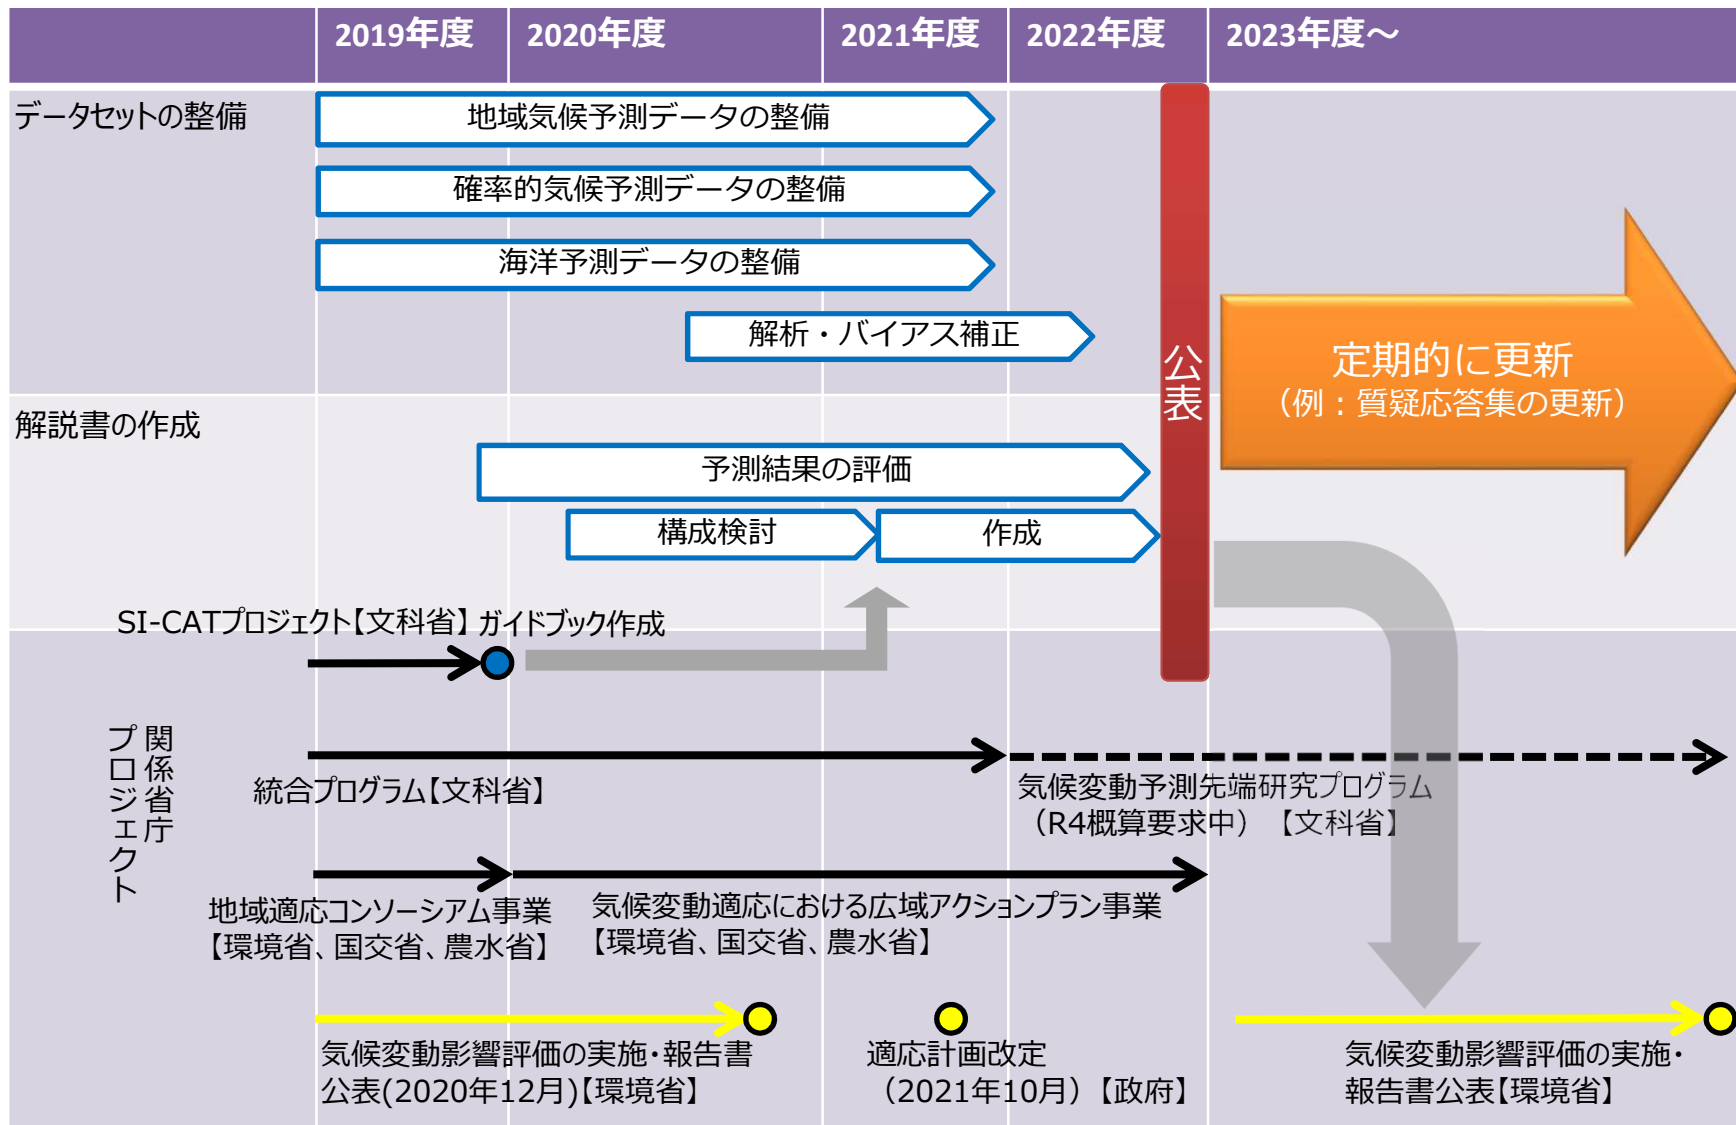 2019年度
2020年度
2021年度
2022年度
2023年度～
データセットの整備
地域気候予測データの整備
確率的気候予測データの整備
海洋予測データの整備
解析・バイアス補正
公表
定期的に更新
（例：質疑応答集の更新）
解説書の作成
予測結果の評価
構成検討
作成
SI-CATプロジェクト【文科省】
ガイドブック作成
関係省庁
プロジェクト
統合プログラム【文科省】
気候変動予測先端研究プログラム
（R4概算要求中）【文科省】
地域適応コンソーシアム事業
【環境省、国交省、農水省】
気候変動適応における広域アクションプラン事業
【環境省、国交省、農水省】
気候変動影響評価の実施・報告書
公表(2020年12月)【環境省】
適応計画改定
（2021年10月）【政府】
気候変動影響評価の実施・
報告書公表【環境省】